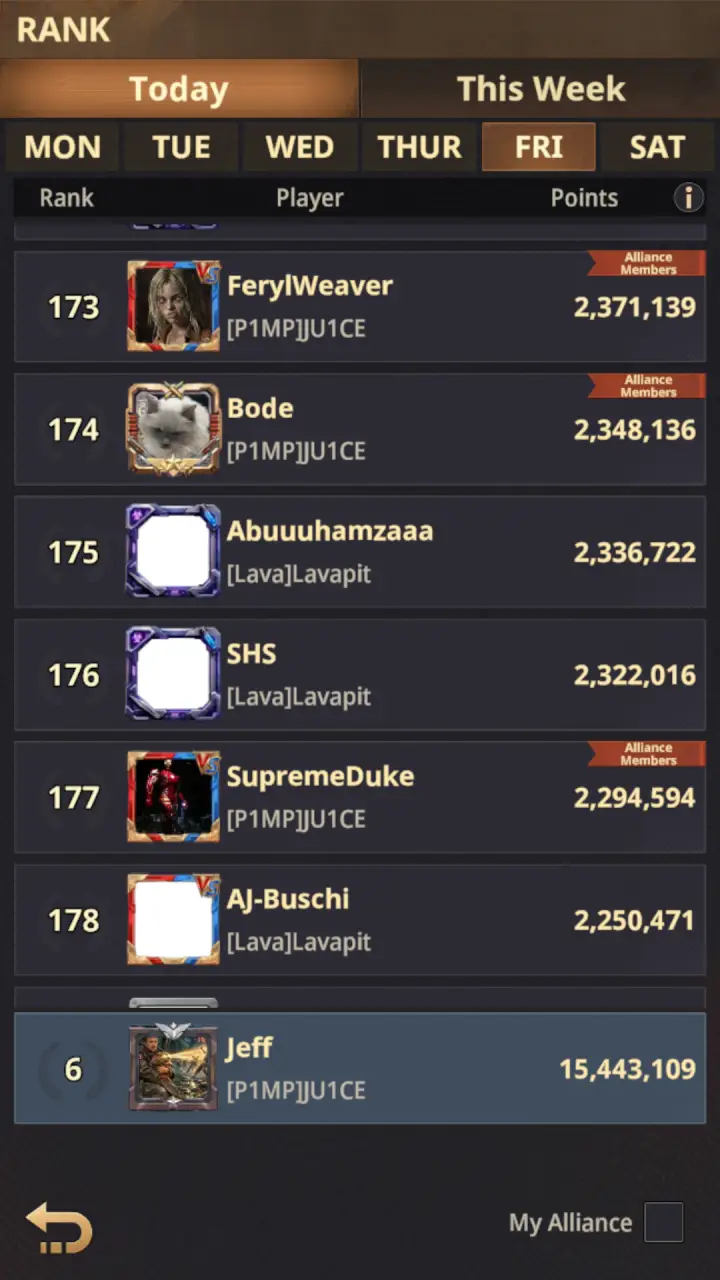 RANK
Today
This Week
MON TUE WED THUR FRI SAT
Rank Player Points i
Alliance Members
173 FerylWeaver 2,371,139
[P1MP]JU1CE
Alliance Members
174 Bode 2,348,136
[P1MP]JU1CE
175 Abuuuhamzaaa 2,336,722
[Lava]Lavapit
176 SHS 2,322,016
[Lava]Lavapit
Alliance Members
177 SupremeDuke 2,294,594
[P1MP]JU1CE
178 AJ-Buschi 2,250,471
[Lava]Lavapit
6 Jeff 15,443,109
[P1MP]JU1CE
My Alliance